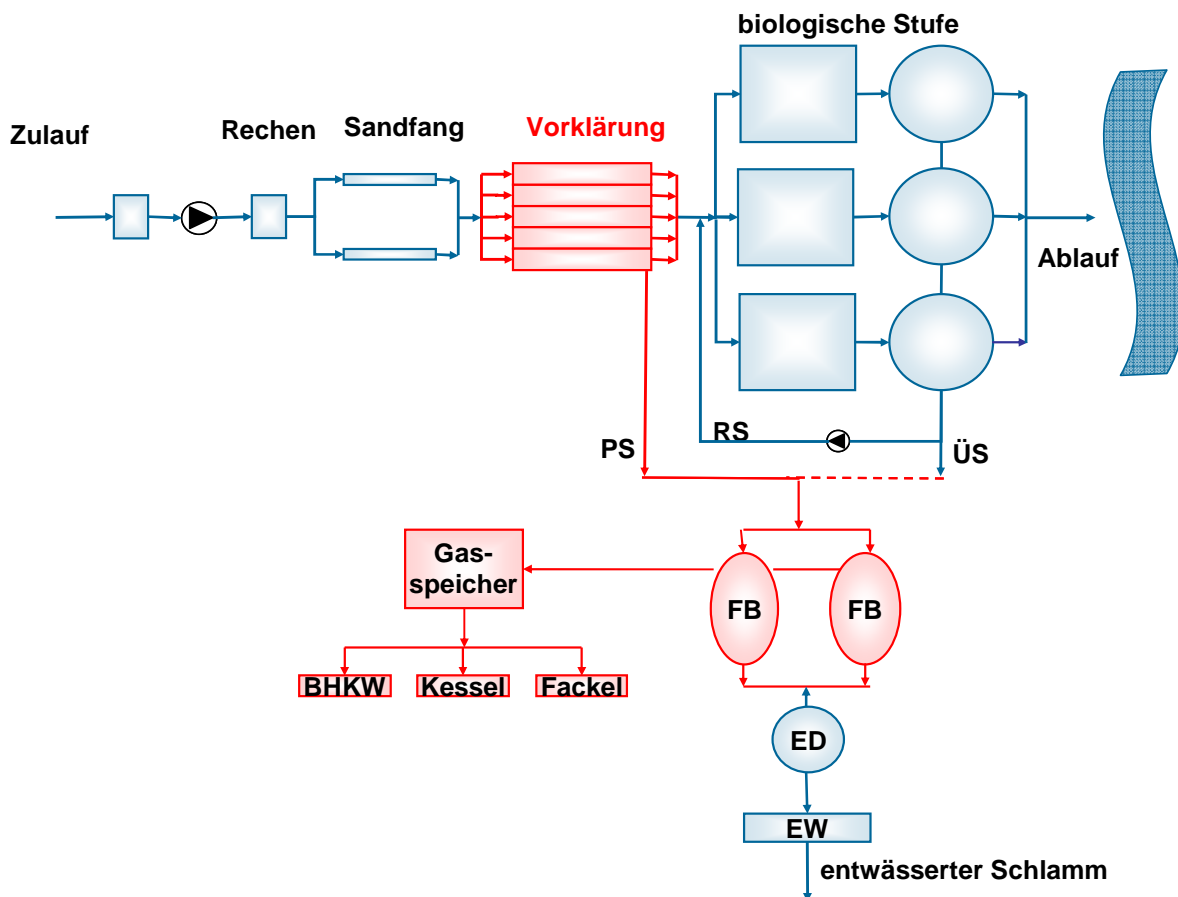 biologische Stufe
Zulauf
Rechen
Sandfang
Vorklärung
Ablauf
PS
RS
ÜS
Gas-
speicher
FB
FB
BHKW
Kessel
Fackel
ED
EW
entwässerter Schlamm